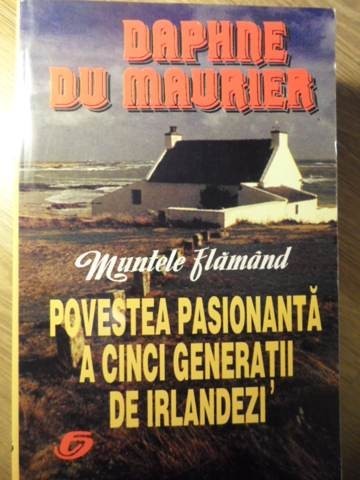 DAPHNE
DU MAURIER
Muntele flămând
POVESTEA PASIONANTĂ
A CINCI GENERAȚII
DE IRLANDEZI